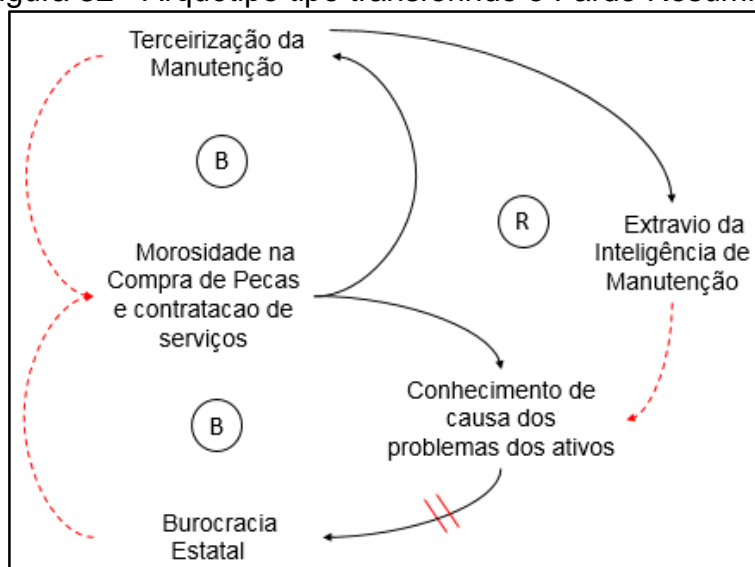 Terceirização da
Manutenção
B
R
Extravio da
Inteligência de
Manutenção
Morosidade na
Compra de Pecas
e contratacao de
serviços
Conhecimento de
causa dos
problemas dos ativos
B
Burocracia
Estatal